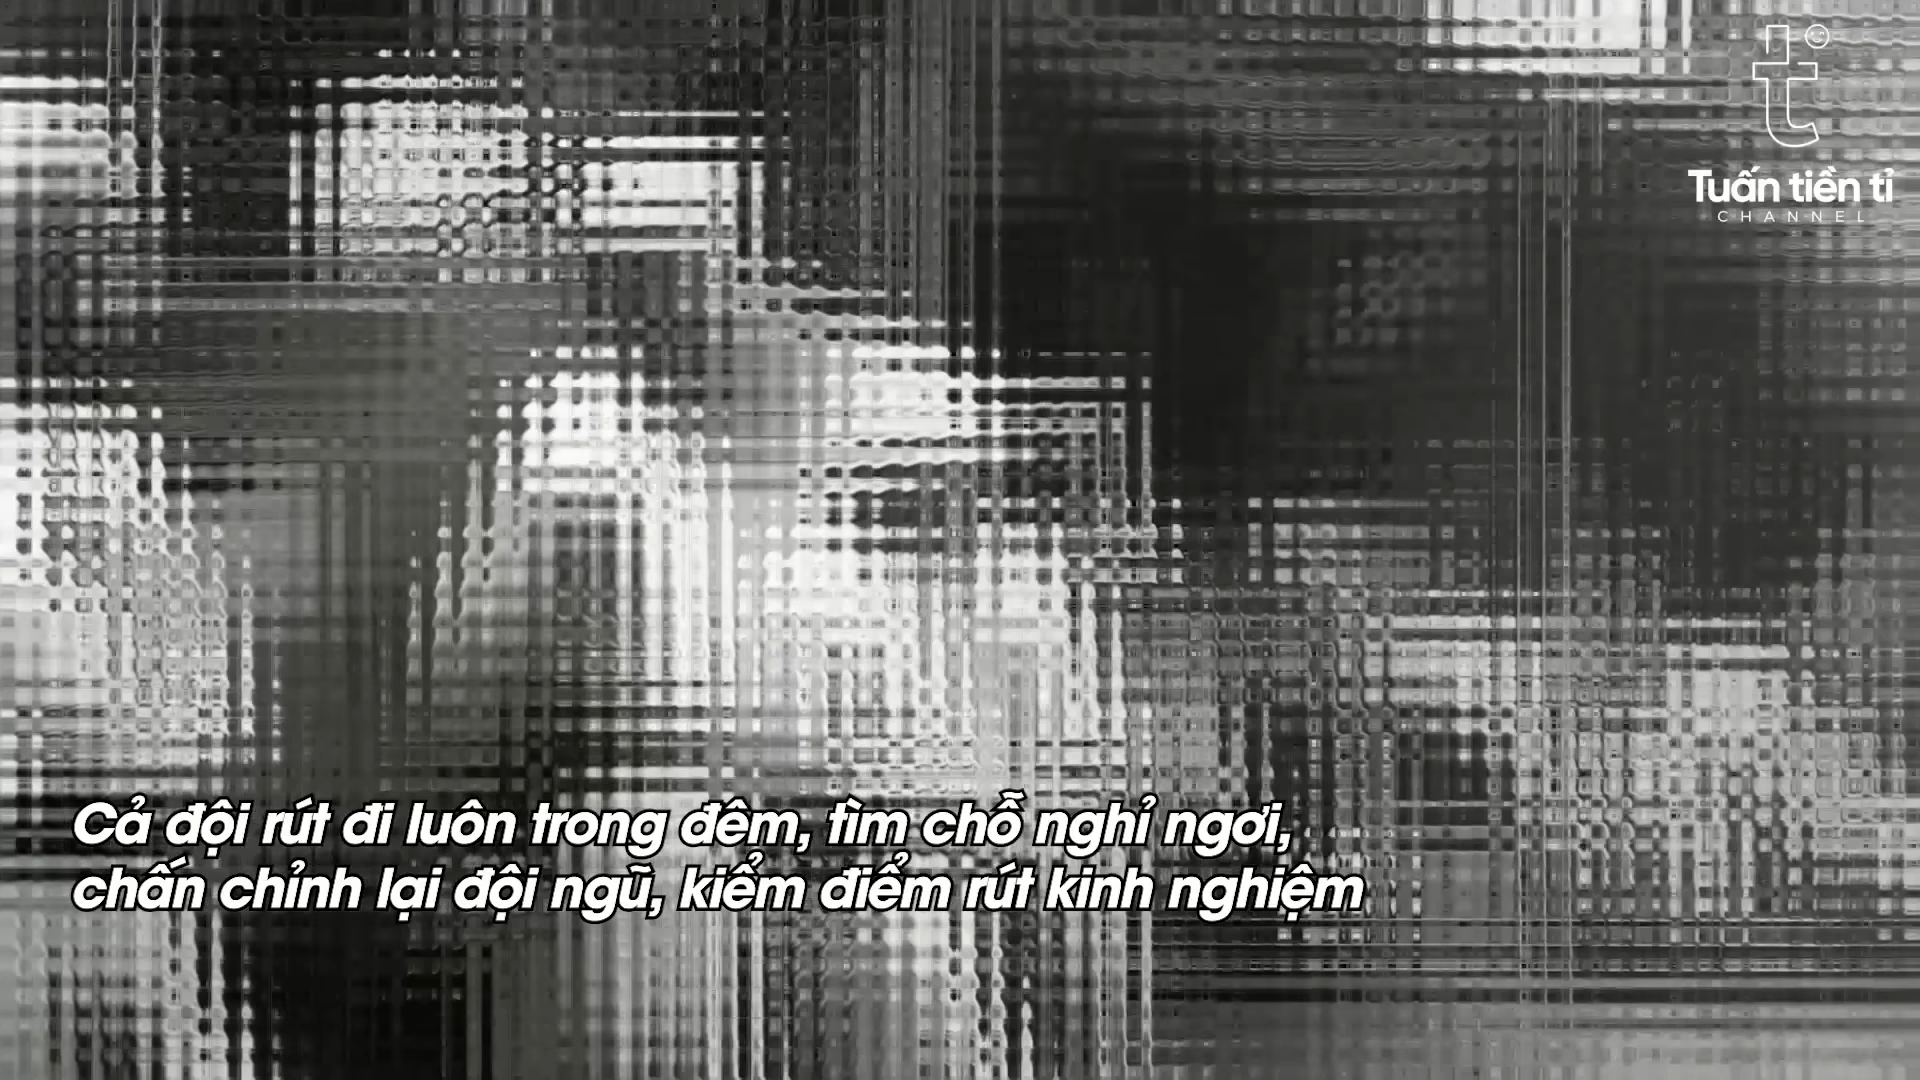 Tuấn tiền tỉ
CHANNEL
Cả đội rút đi luôn trong đêm, tìm chỗ nghỉ ngơi,
chấn chỉnh lại đội ngũ, kiểm điểm rút kinh nghiệm